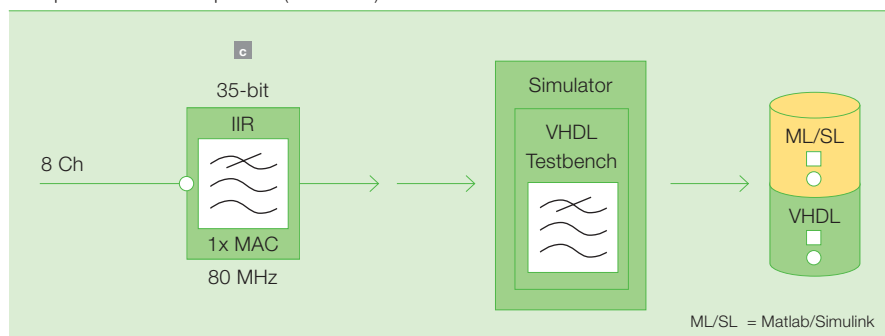 c
35-bit
IIR
8 Ch
1x MAC
80 MHz
Simulator
VHDL
Testbench
ML/SL
VHDL
ML/SL = Matlab/Simulink